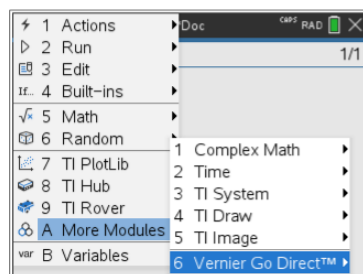 1 Actions
Doc
CAPS RAD
2 Run
1/1
3 Edit
If... 4 Built-ins
√x 5 Math
6 Random
7 TI PlotLib
8 TI Hub
9 TI Rover
A More Modules
var B Variables
1 Complex Math
2 Time
3 TI System
4 TI Draw
5 TI Image
6 Vernier Go Direct™